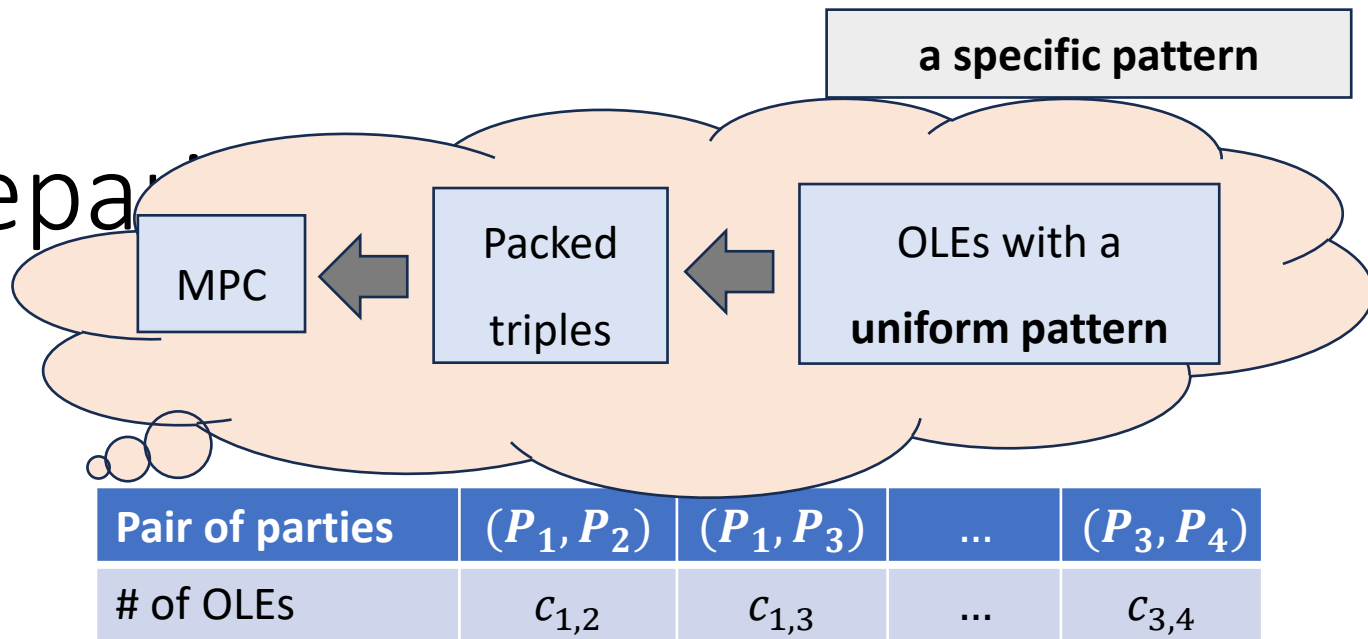 a specific pattern
MPC
Packed
triples
OLEs with a
uniform pattern
Pair of parties (P₁, P₂) (P₁, P₃) ... (P₃, P₄)
# of OLEs c₁,₂ c₁,₃ ... c₃,₄